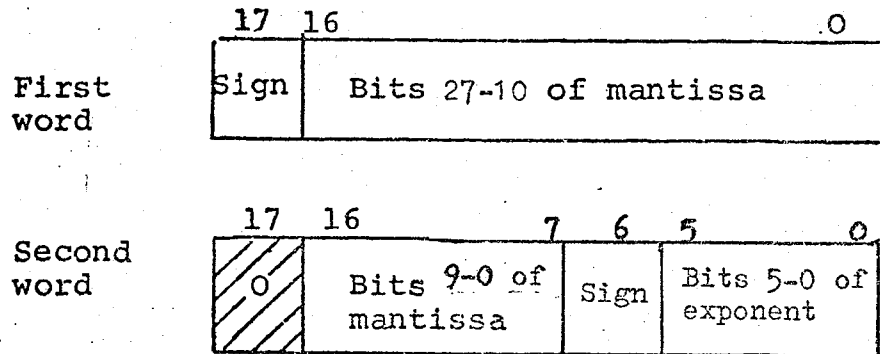 17 16 0
First word
Sign
Bits 27-10 of mantissa
17 16 7 6 5 0
Second word
0
Bits 9-0 of mantissa
Sign
Bits 5-0 of exponent